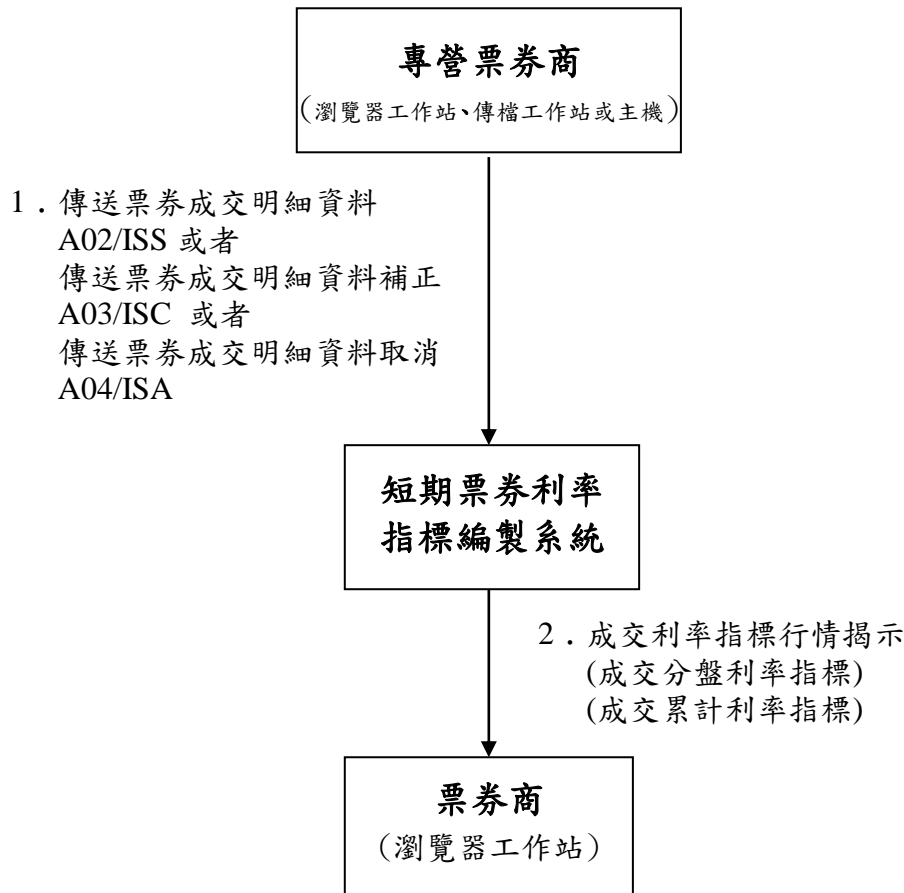 專營票券商
(瀏覽器工作站、傳檔工作站或主機)
1．傳送票券成交明細資料
A02/ISS 或者
傳送票券成交明細資料補正
A03/ISC 或者
傳送票券成交明細資料取消
A04/ISA
短期票券利率
指標編製系統
2．成交利率指標行情揭示
(成交分盤利率指標)
(成交累計利率指標)
票券商
（瀏覽器工作站）